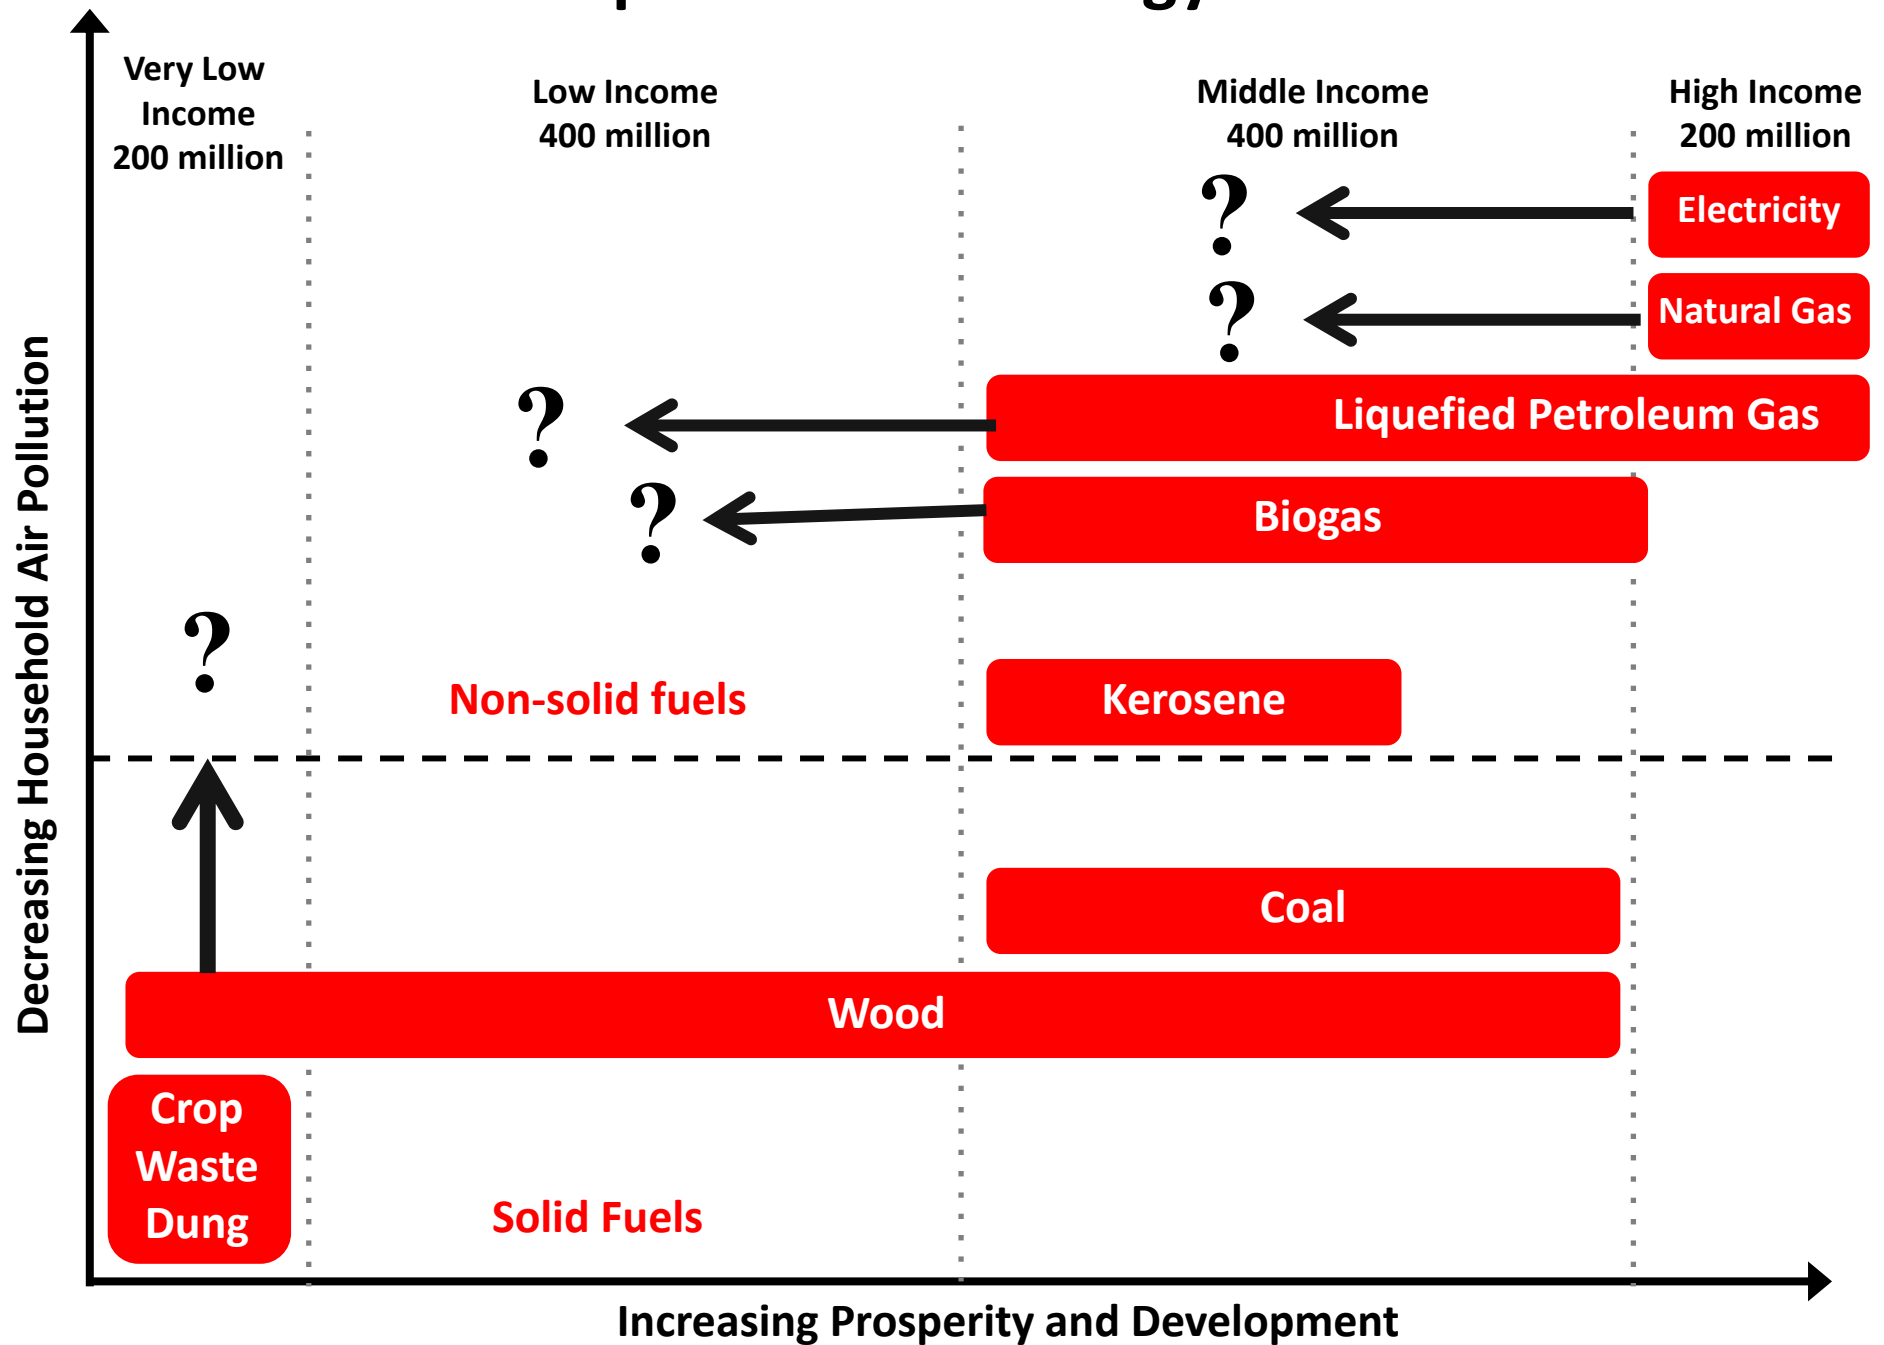 Very Low
Income
200 million
Low Income
400 million
Middle Income
400 million
High Income
200 million
?
Electricity
?
Natural Gas
?
Liquefied Petroleum Gas
?
Biogas
?
Non-solid fuels
Kerosene
Coal
Wood
Crop
Waste
Dung
Solid Fuels
Decreasing Household Air Pollution
Increasing Prosperity and Development